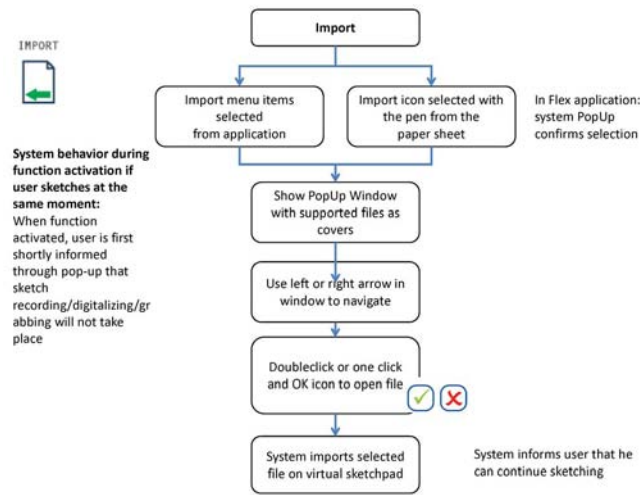 Import
IMPORT
Import menu items
selected
from application
Import icon selected with
the pen from the
paper sheet
In Flex application:
system PopUp
confirms selection
System behavior during
function activation if
user sketches at the
same moment:
When function
activated, user is first
shortly informed
through pop-up that
sketch
recording/digitalizing/gr
abbing will not take
place
Show PopUp Window
with supported files as
covers
Use left or right arrow in
window to navigate
Doubleclick or one click
and OK icon to open file
System imports selected
file on virtual sketchpad
System informs user that he
can continue sketching